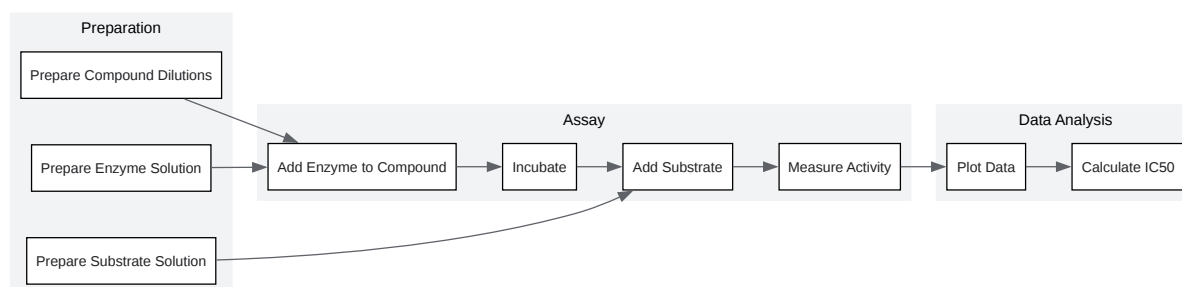 Preparation
Prepare Compound Dilutions
Prepare Enzyme Solution
Prepare Substrate Solution
Assay
Add Enzyme to Compound
Incubate
Add Substrate
Measure Activity
Data Analysis
Plot Data
Calculate IC50